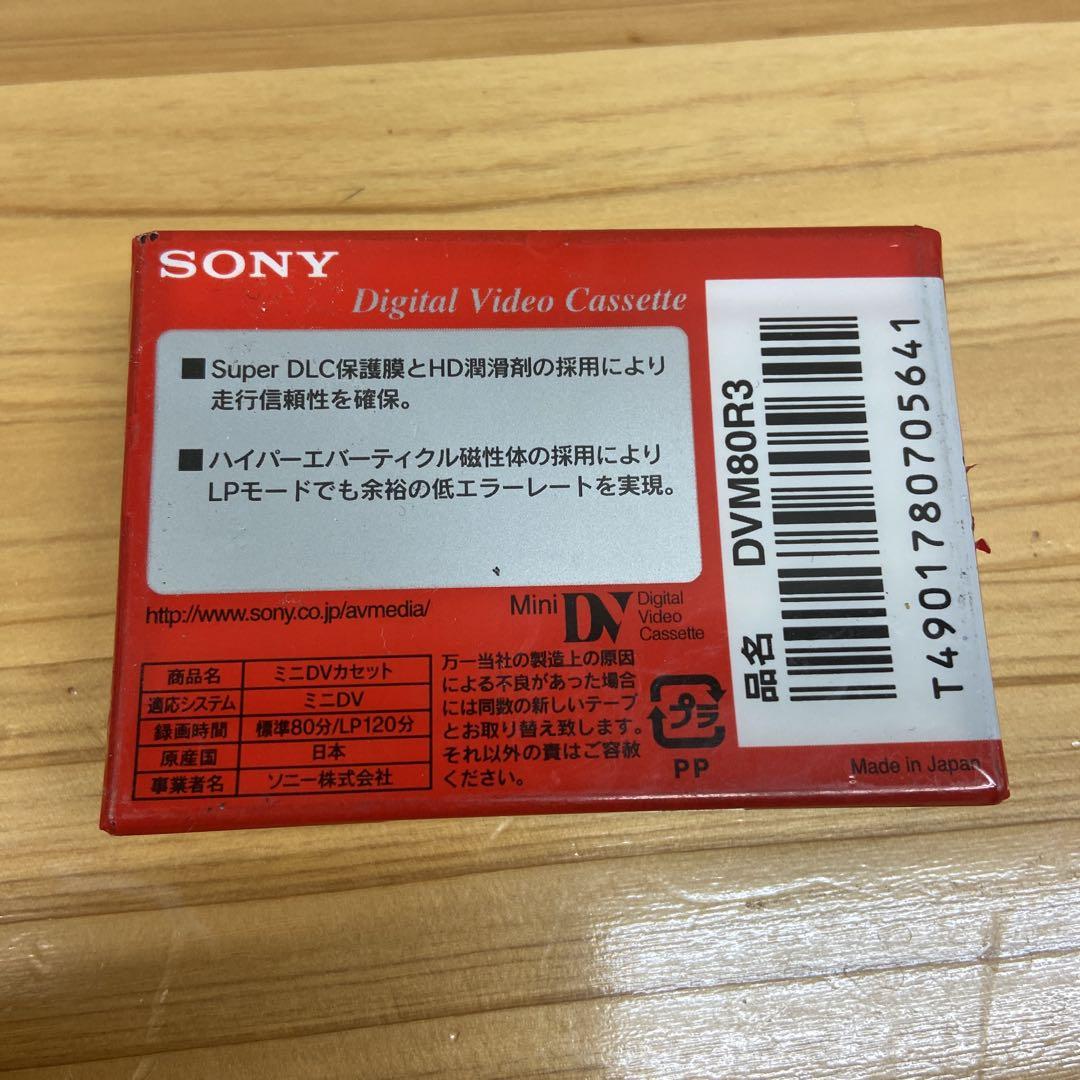 SONY
Digital Video Cassette
■ Super DLC保護膜とHD潤滑剤の採用により
走行信頼性を確保。
■ ハイパーエバーティクル磁性体の採用により
LPモードでも余裕の低エラーレートを実現。
http://www.sony.co.jp/avmedia/
Mini DV Digital
Video
Cassette
商品名 ミニDVカセット
適応システム ミニDV
録画時間 標準80分/LP120分
原産国 日本
事業者名 ソニー株式会社
万一当社の製造上の原因
による不良があった場合
には同数の新しいテープ
とお取り替え致します。
それ以外の責はご容赦
ください。
プラ
PP
品名 DVM80R3
T4901780705641
Made in Japan